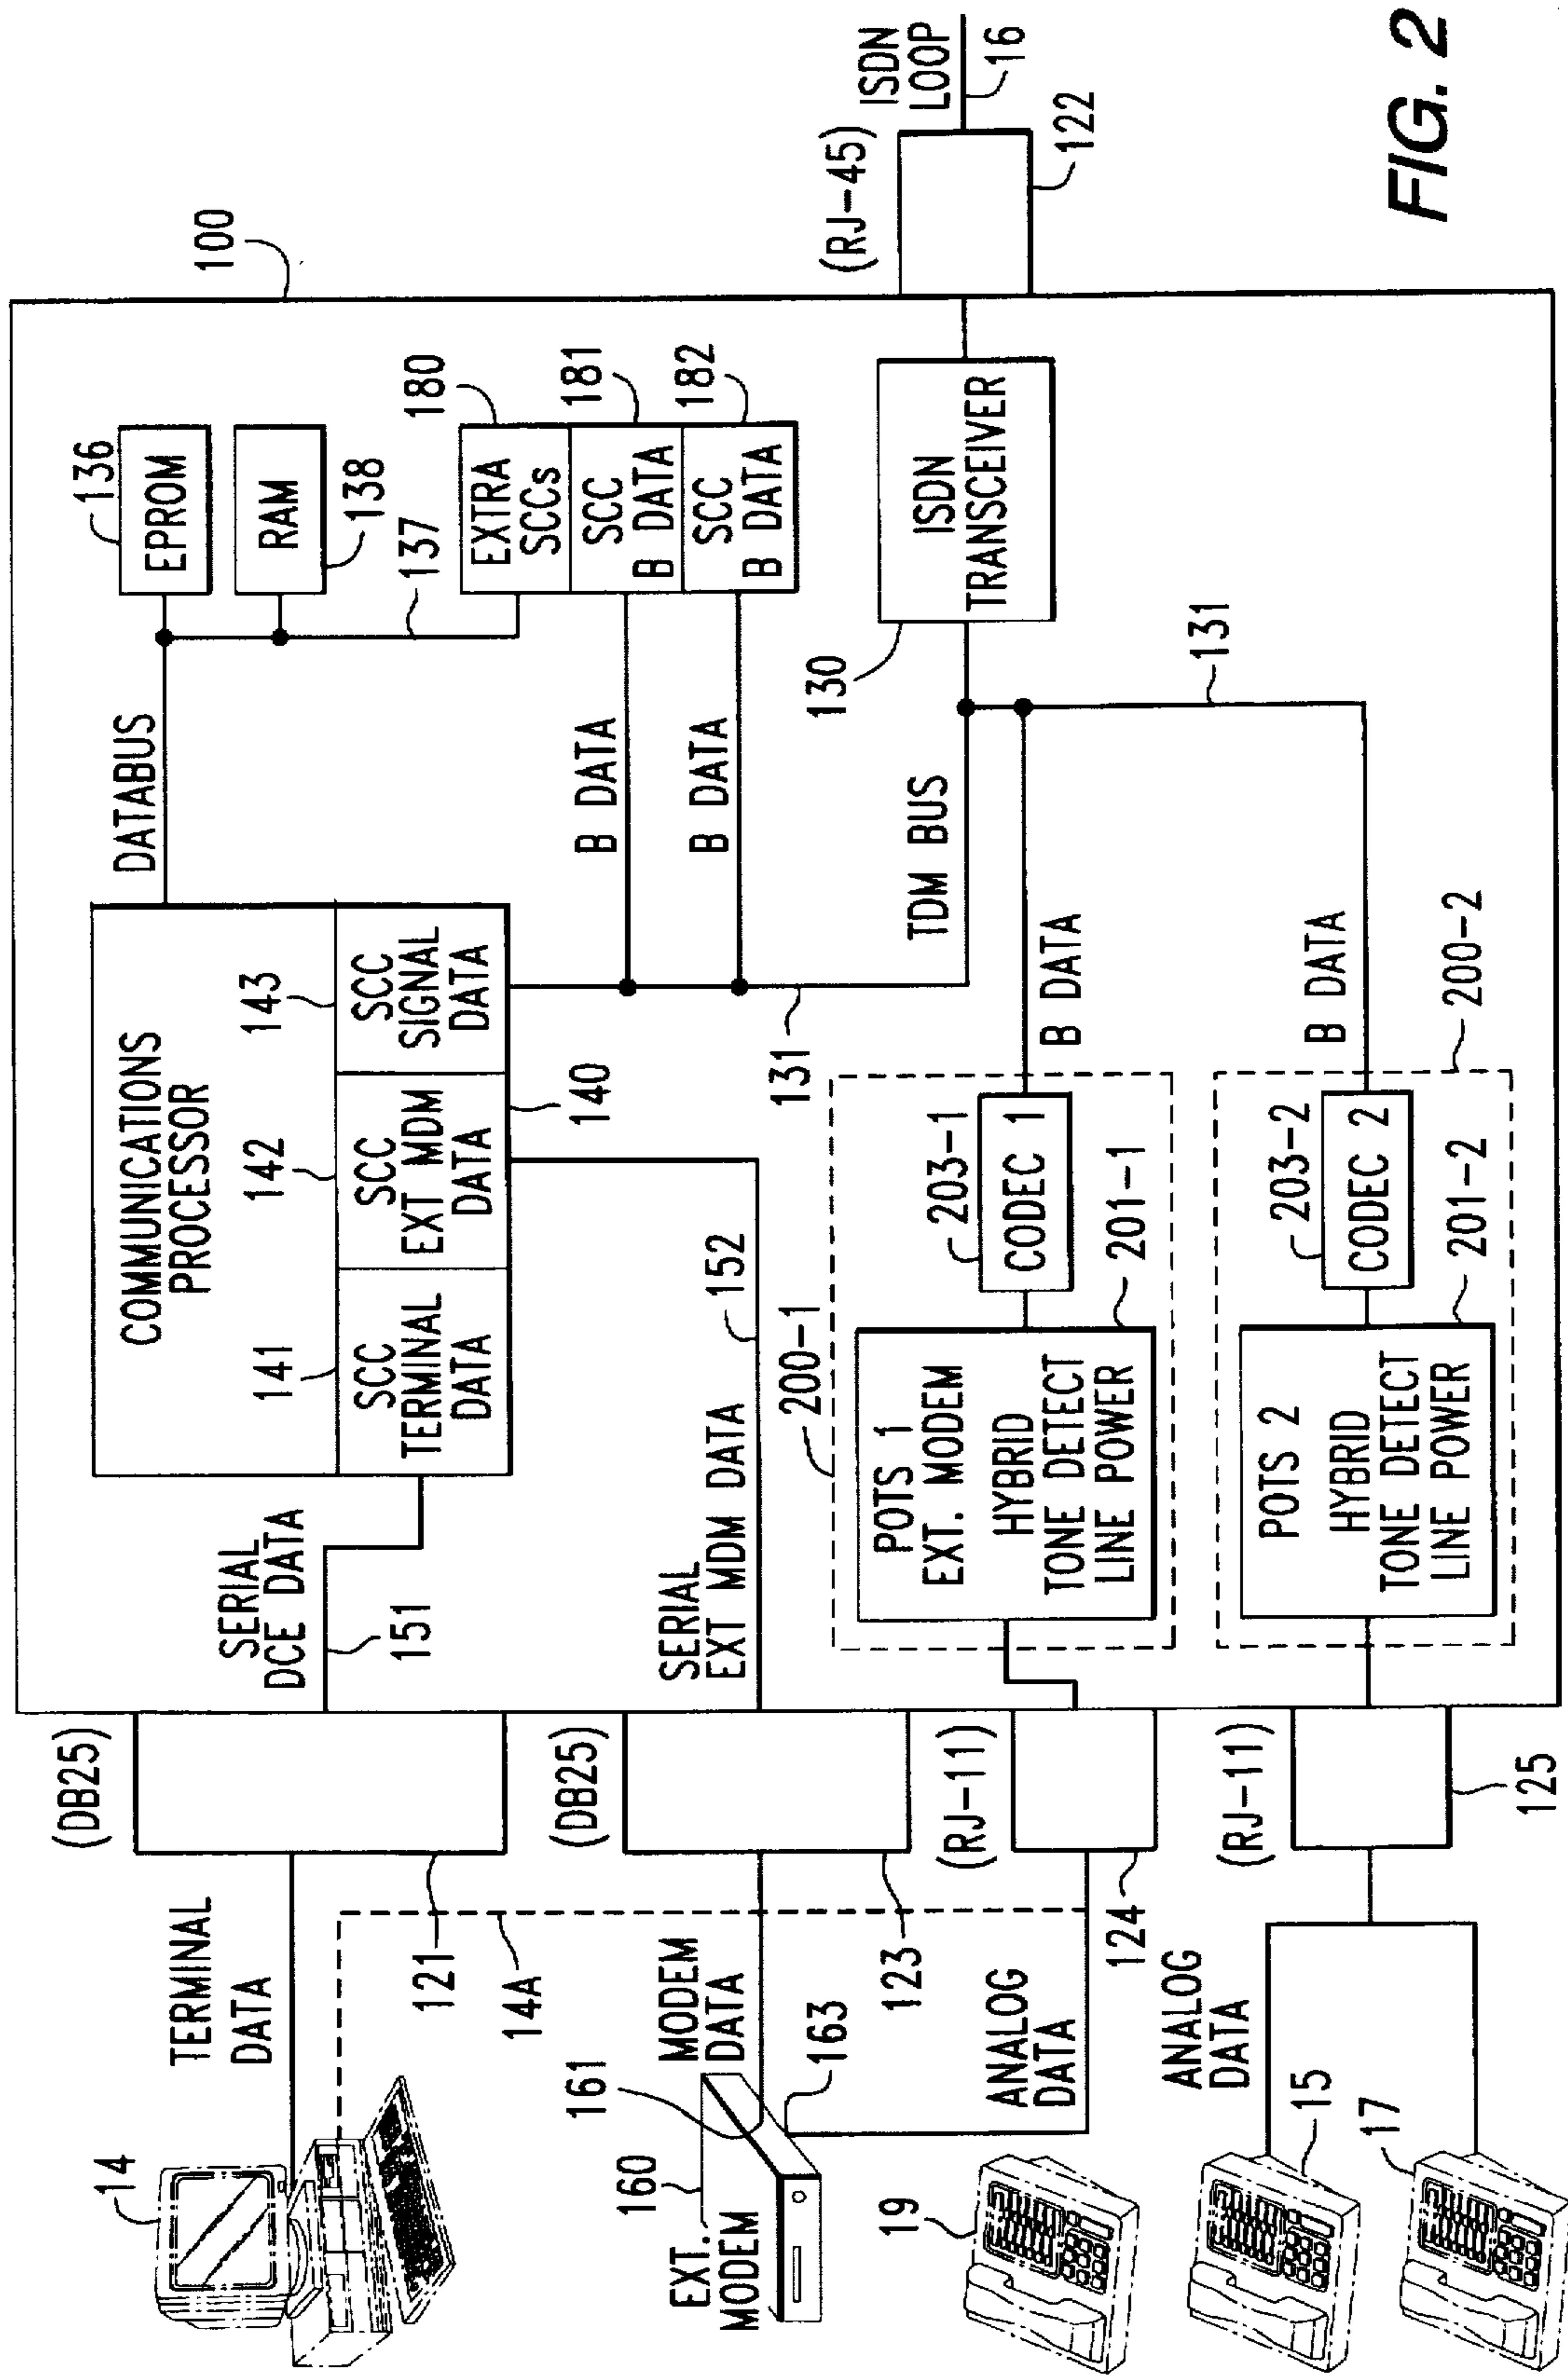 14
TERMINAL
DATA
(DB25)
121
14A
SERIAL
DCE DATA
151
COMMUNICATIONS
PROCESSOR
141
142
143
SCC
TERMINAL
DATA
SCC
EXT MDM
DATA
SCC
SIGNAL
DATA
140
DATABUS
136
EPROM
RAM
138
137
100
180
EXTRA
SCCs
181
SCC
B DATA
182
SCC
B DATA
B DATA
B DATA
160
EXT.
MODEM
161
MODEM
DATA
163
(DB25)
123
SERIAL
EXT MDM DATA
152
131
TDM BUS
130
ISDN
TRANSCEIVER
(RJ-45)
ISDN
LOOP
16
122
19
ANALOG
DATA
(RJ-11)
124
200-1
POTS 1
EXT. MODEM
HYBRID
TONE DETECT
LINE POWER
203-1
CODEC 1
201-1
B DATA
131
15
17
ANALOG
DATA
(RJ-11)
125
POTS 2
HYBRID
TONE DETECT
LINE POWER
203-2
CODEC 2
201-2
B DATA
200-2
FIG. 2